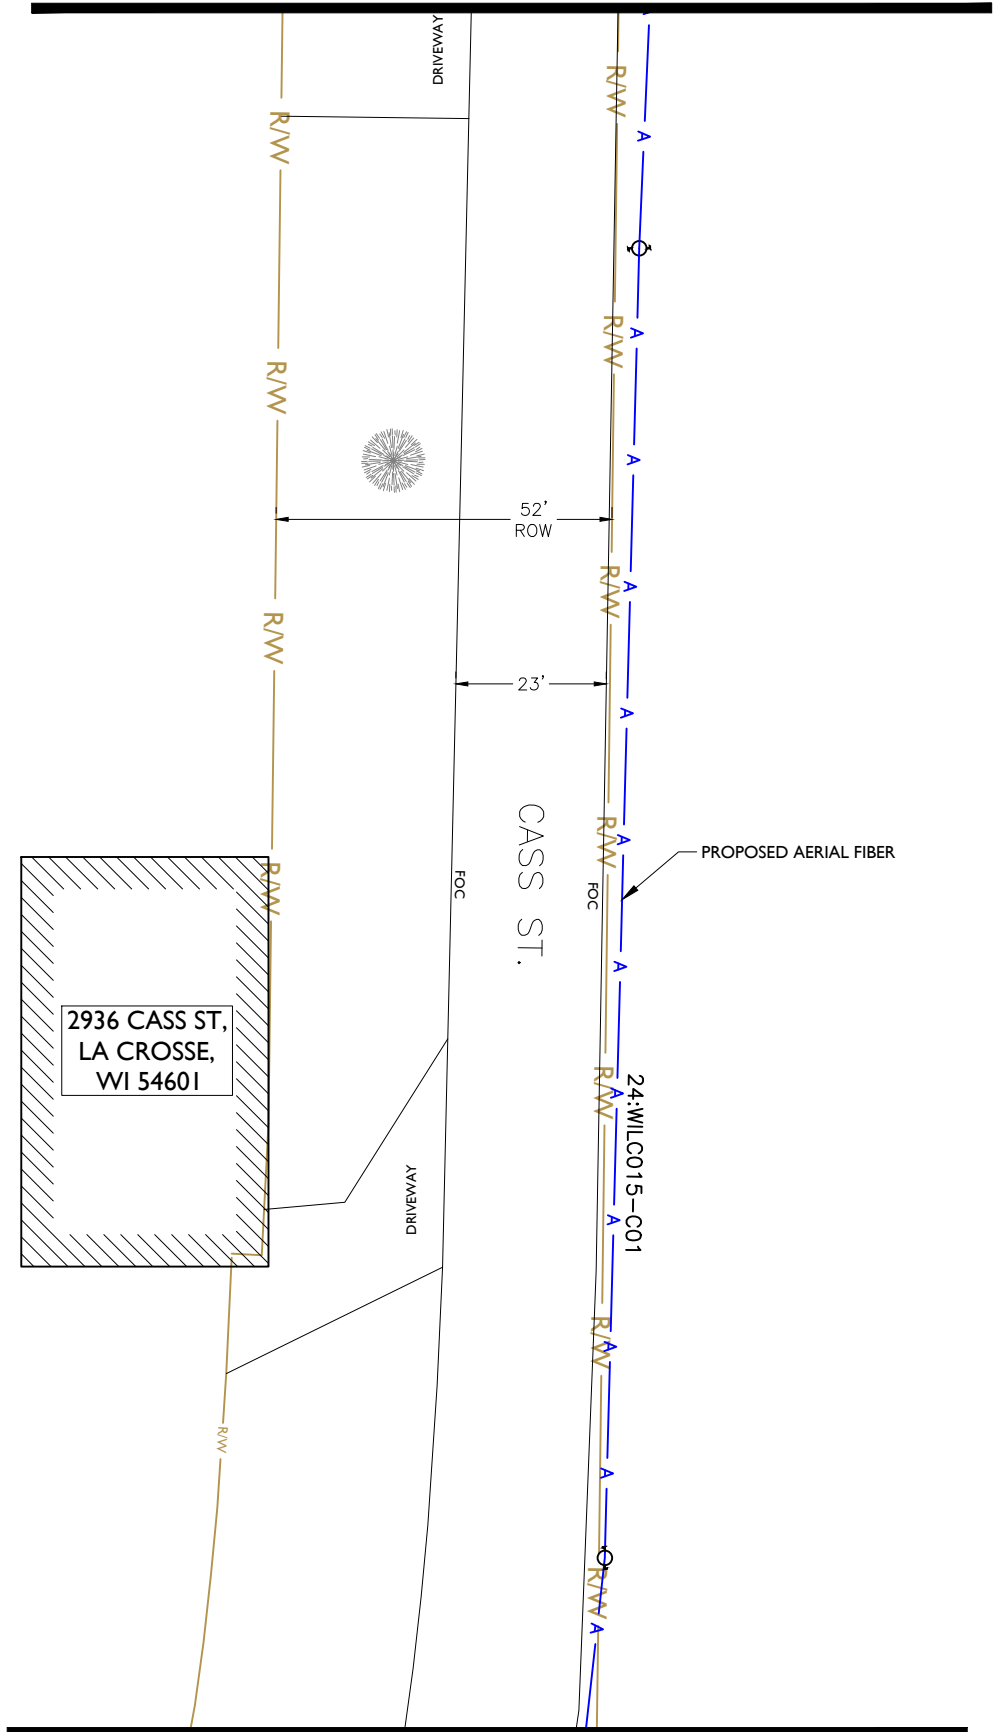 DRIVEWAY
R/W
A
R/W
A
R/W
A
R/W
A
52'
ROW
R/W
A
R/W
23'
A
CASS ST.
R/W
A
PROPOSED AERIAL FIBER
R/W
FOC
FOC
A
2936 CASS ST,
LA CROSSE,
WI 54601
R/W
A
24:WILC015-C01
DRIVEWAY
A
R/W
A
R/W
A
R/W
A